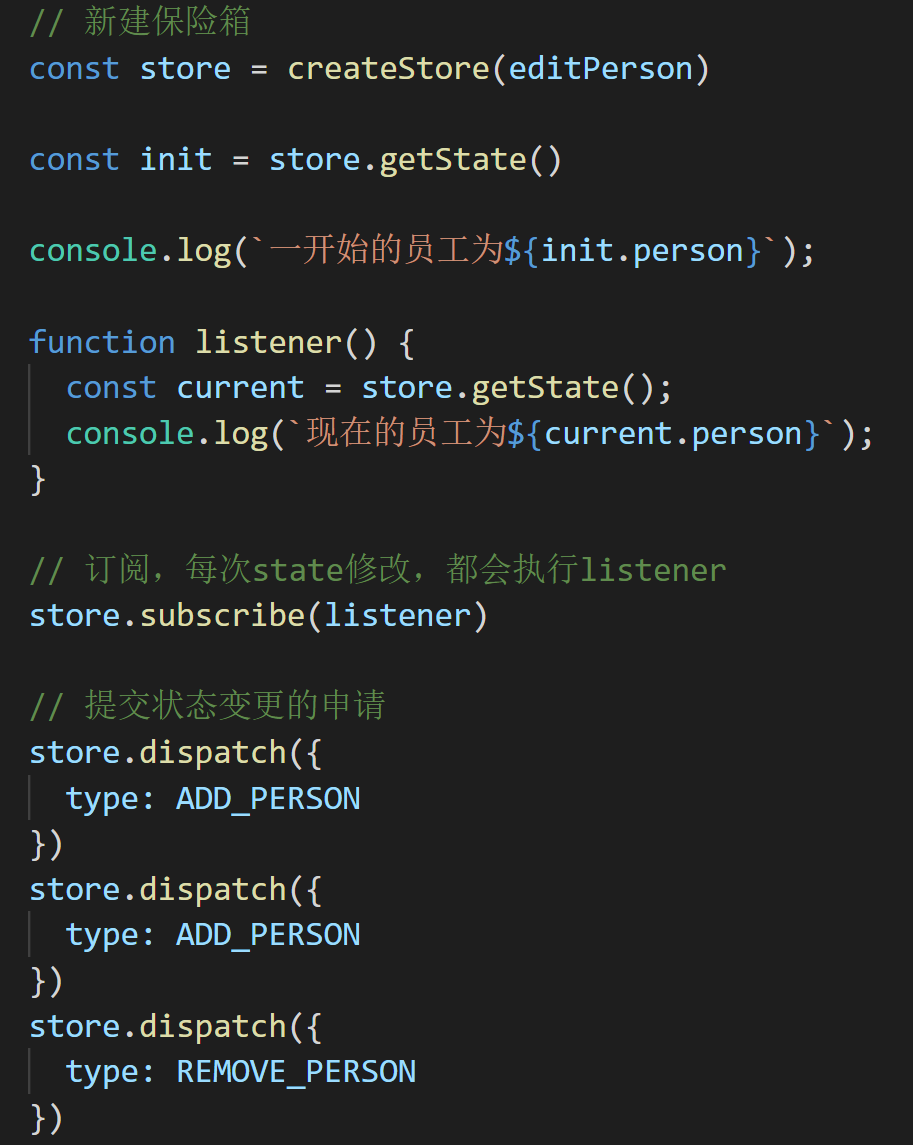 // 新建保险箱
const store = createStore(editPerson)
const init = store.getState()
console.log(`一开始的员工为${init.person}`);
function listener() {
const current = store.getState();
console.log(`现在的员工为${current.person}`);
}
// 订阅，每次state修改，都会执行listener
store.subscribe(listener)
// 提交状态变更的申请
store.dispatch({
type: ADD_PERSON
})
store.dispatch({
type: ADD_PERSON
})
store.dispatch({
type: REMOVE_PERSON
})